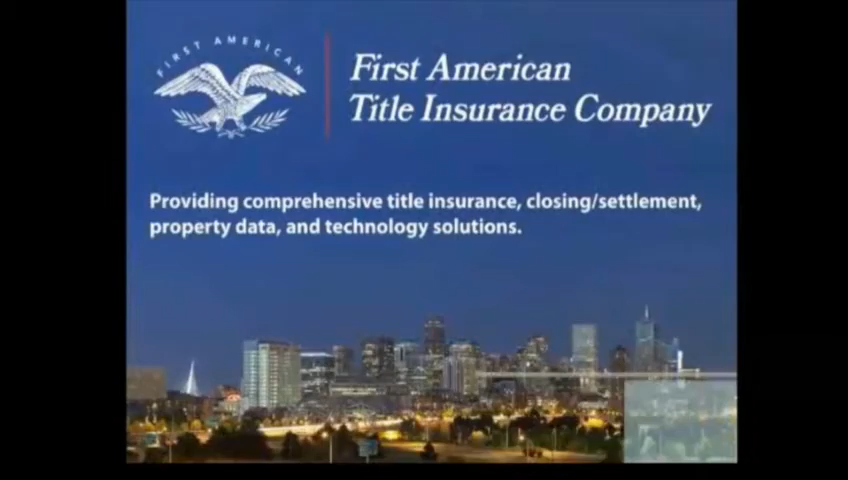 FIRST AMERICAN
First American
Title Insurance Company
Providing comprehensive title insurance, closing/settlement,
property data, and technology solutions.